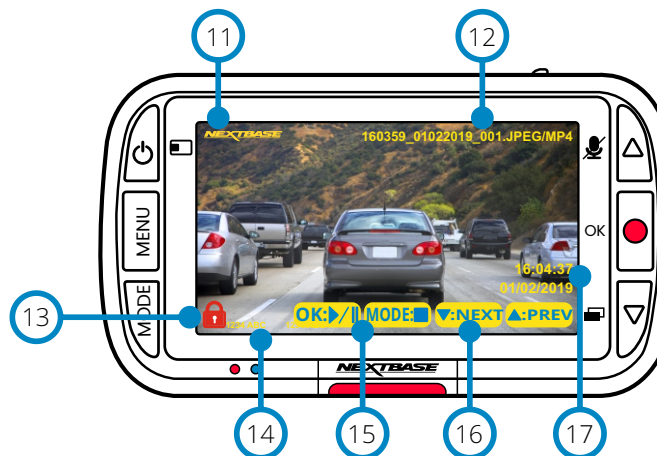 11
12
NEXTBASE
160359_01022019_001.JPEG/MP4
MENU
OK
16:04:37
01/02/2019
MODE
13
OK: MODE: :NEXT :PREV
NEXTBASE
14
15
16
17